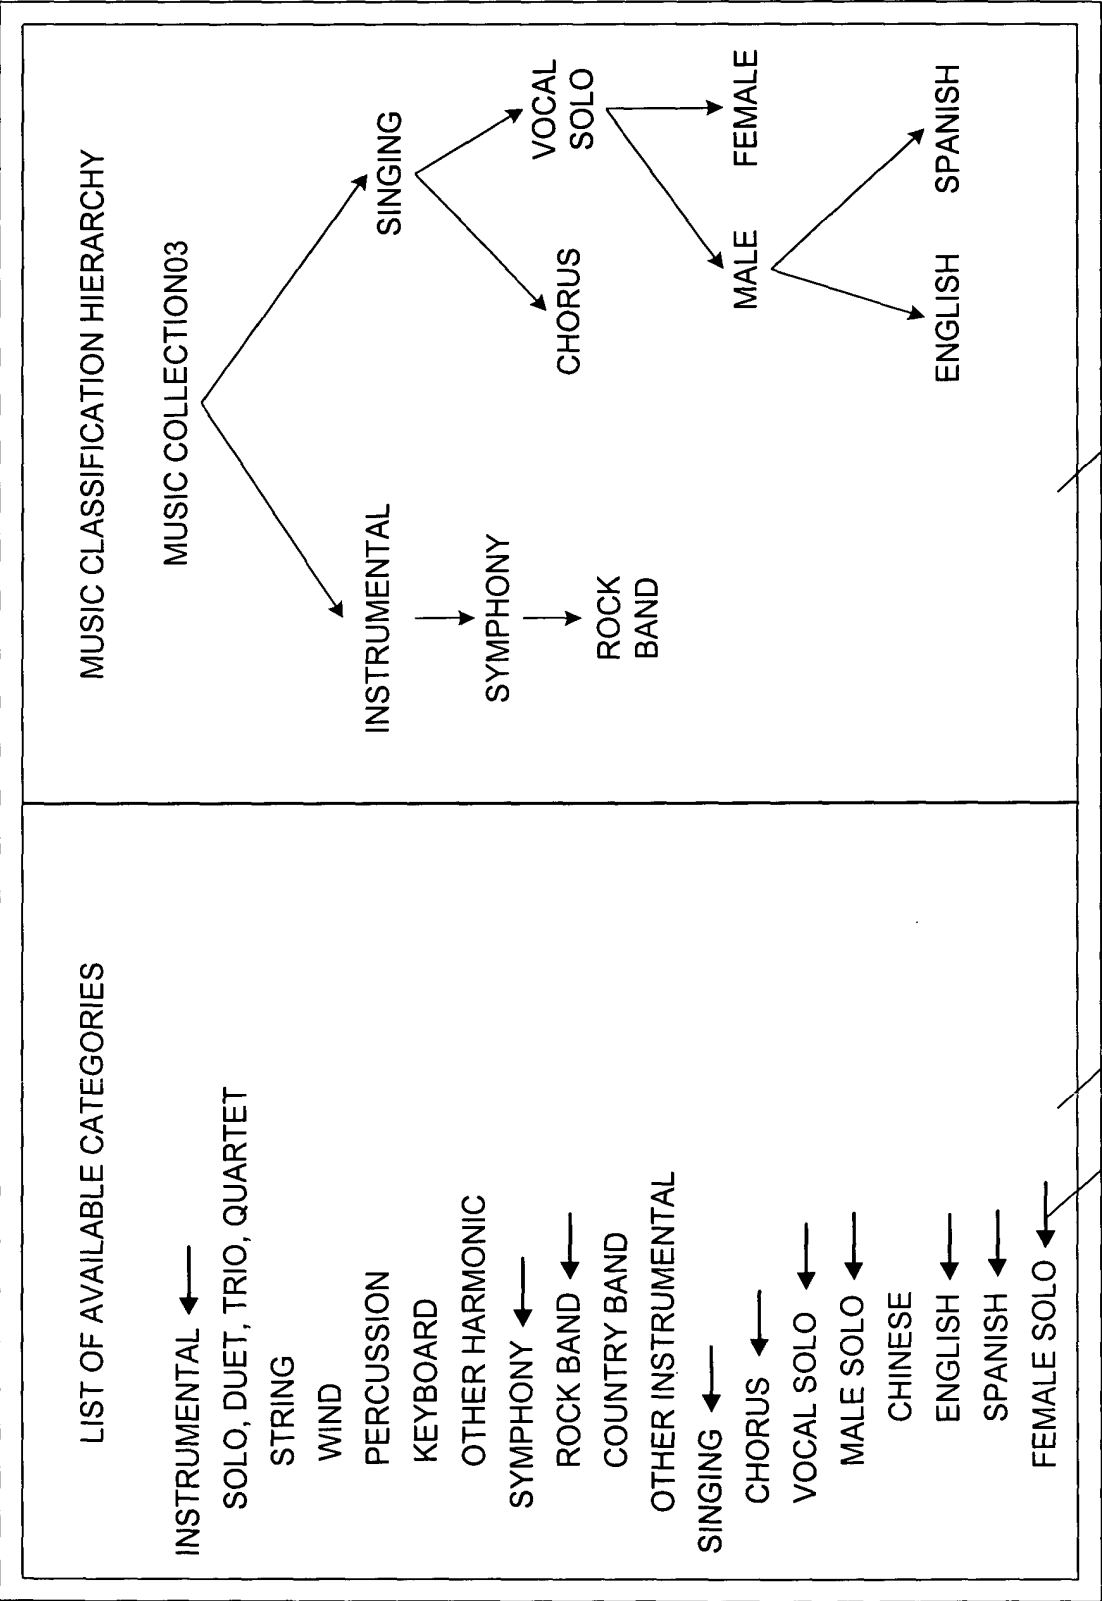 LIST OF AVAILABLE CATEGORIES
INSTRUMENTAL
SOLO, DUET, TRIO, QUARTET
STRING
WIND
PERCUSSION
KEYBOARD
OTHER HARMONIC
SYMPHONY
ROCK BAND
COUNTRY BAND
OTHER INSTRUMENTAL
SINGING
CHORUS
VOCAL SOLO
MALE SOLO
CHINESE
ENGLISH
SPANISH
FEMALE SOLO
MUSIC CLASSIFICATION HIERARCHY
MUSIC COLLECTION03
INSTRUMENTAL
SINGING
SYMPHONY
CHORUS
VOCAL
SOLO
ROCK
BAND
MALE
FEMALE
ENGLISH
SPANISH